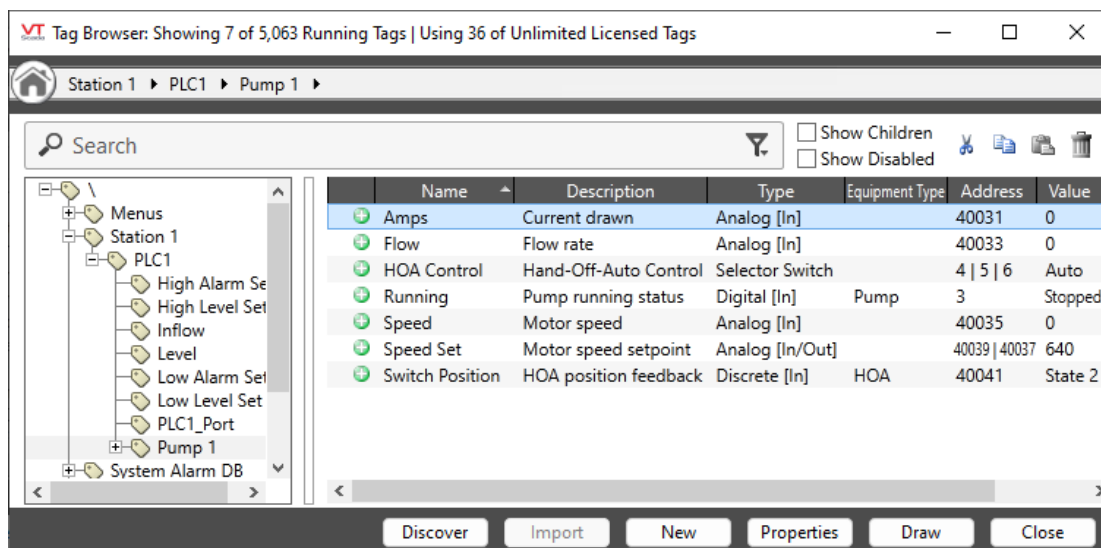 VT Scada Tag Browser: Showing 7 of 5,063 Running Tags | Using 36 of Unlimited Licensed Tags
Station 1 PLC1 Pump 1
Search
Show Children
Show Disabled
\
Menus
Station 1
PLC1
High Alarm Se
High Level Set
Inflow
Level
Low Alarm Set
Low Level Set
PLC1_Port
Pump 1
System Alarm DB
Name Description Type Equipment Type Address Value
Amps Current drawn Analog [In] 40031 0
Flow Flow rate Analog [In] 40033 0
HOA Control Hand-Off-Auto Control Selector Switch 4 | 5 | 6 Auto
Running Pump running status Digital [In] Pump 3 Stopped
Speed Motor speed Analog [In] 40035 0
Speed Set Motor speed setpoint Analog [In/Out] 40039 | 40037 640
Switch Position HOA position feedback Discrete [In] HOA 40041 State 2
Discover Import New Properties Draw Close